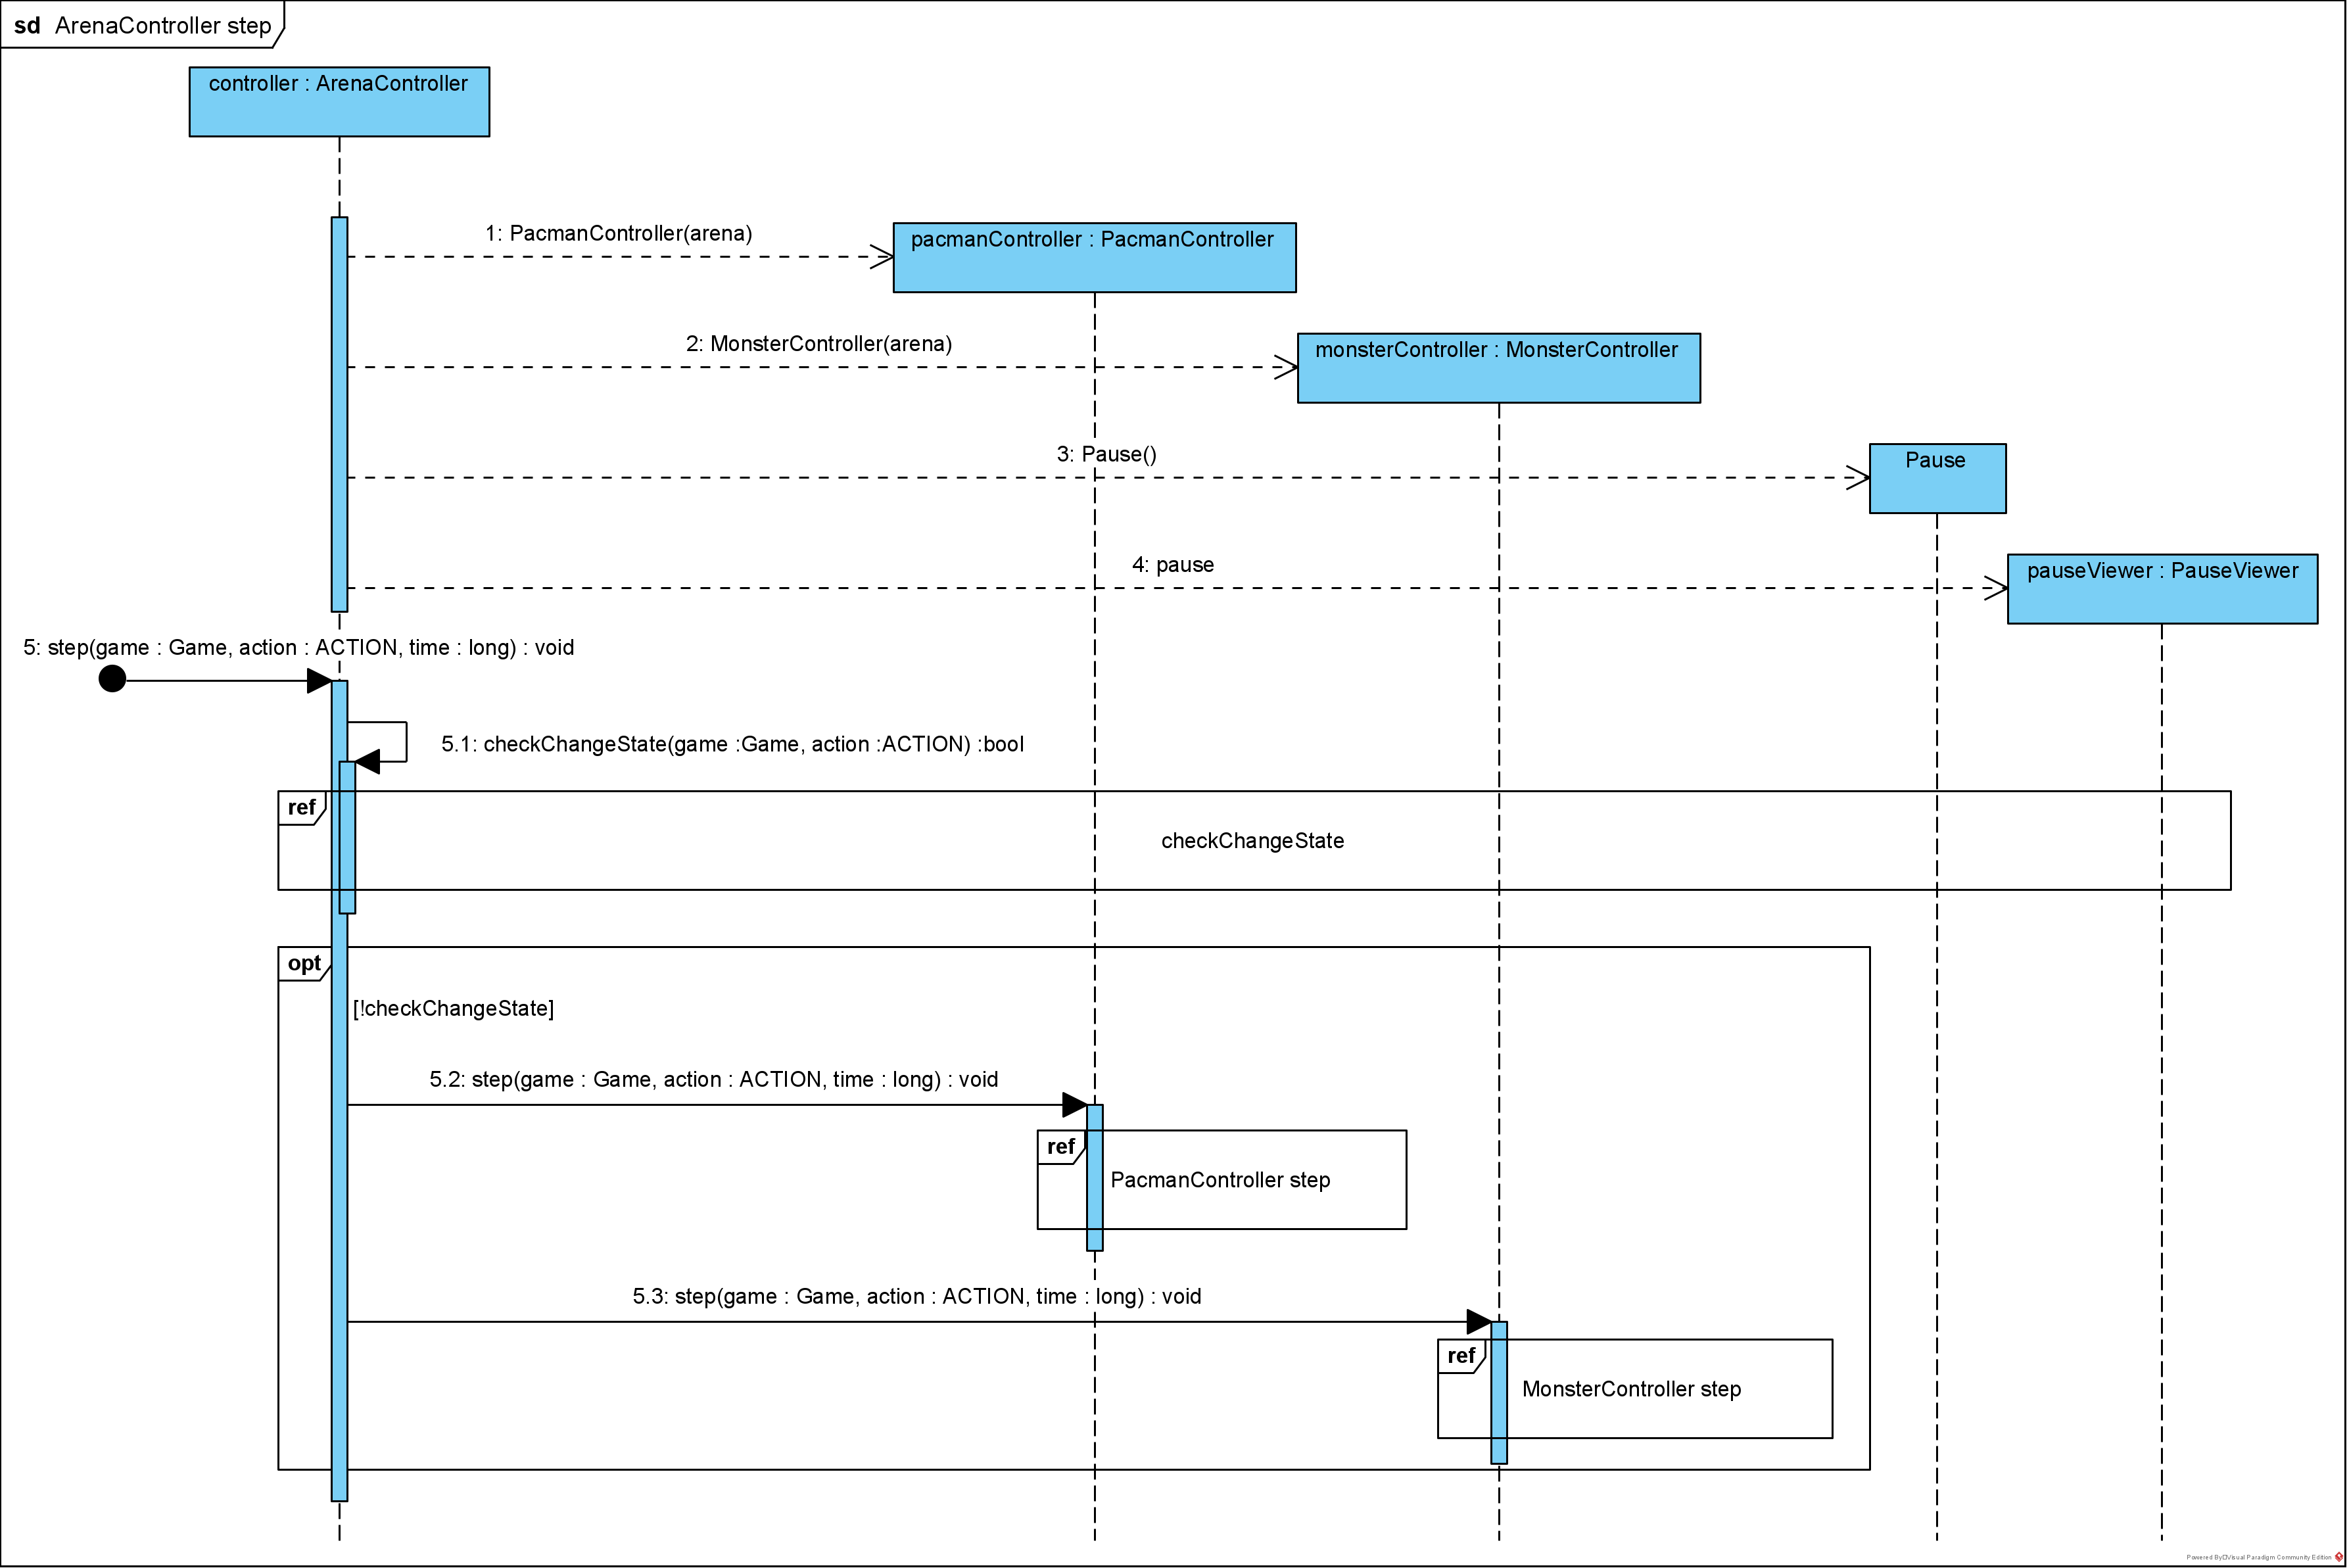 sd ArenaController step
controller : ArenaController
1: PacmanController(arena)
pacmanController : PacmanController
2: MonsterController(arena)
monsterController : MonsterController
3: Pause()
Pause
4: pause
pauseViewer : PauseViewer
5: step(game : Game, action : ACTION, time : long) : void
5.1: checkChangeState(game :Game, action :ACTION) :bool
ref
checkChangeState
opt
[!checkChangeState]
5.2: step(game : Game, action : ACTION, time : long) : void
ref
PacmanController step
5.3: step(game : Game, action : ACTION, time : long) : void
ref
MonsterController step
Powered By Visual Paradigm Community Edition